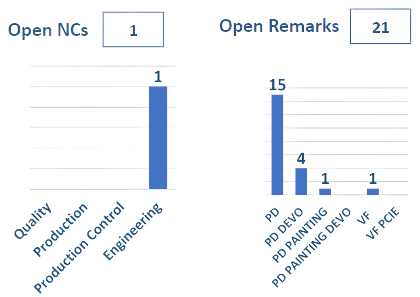 Open NCs 1
Open Remarks 21
1
Quality
Production
Production Control
Engineering
15
4
1
1
PD
PD DEVO
PD PAINTING
PD PAINTING DEVO
VF
VF PCIE